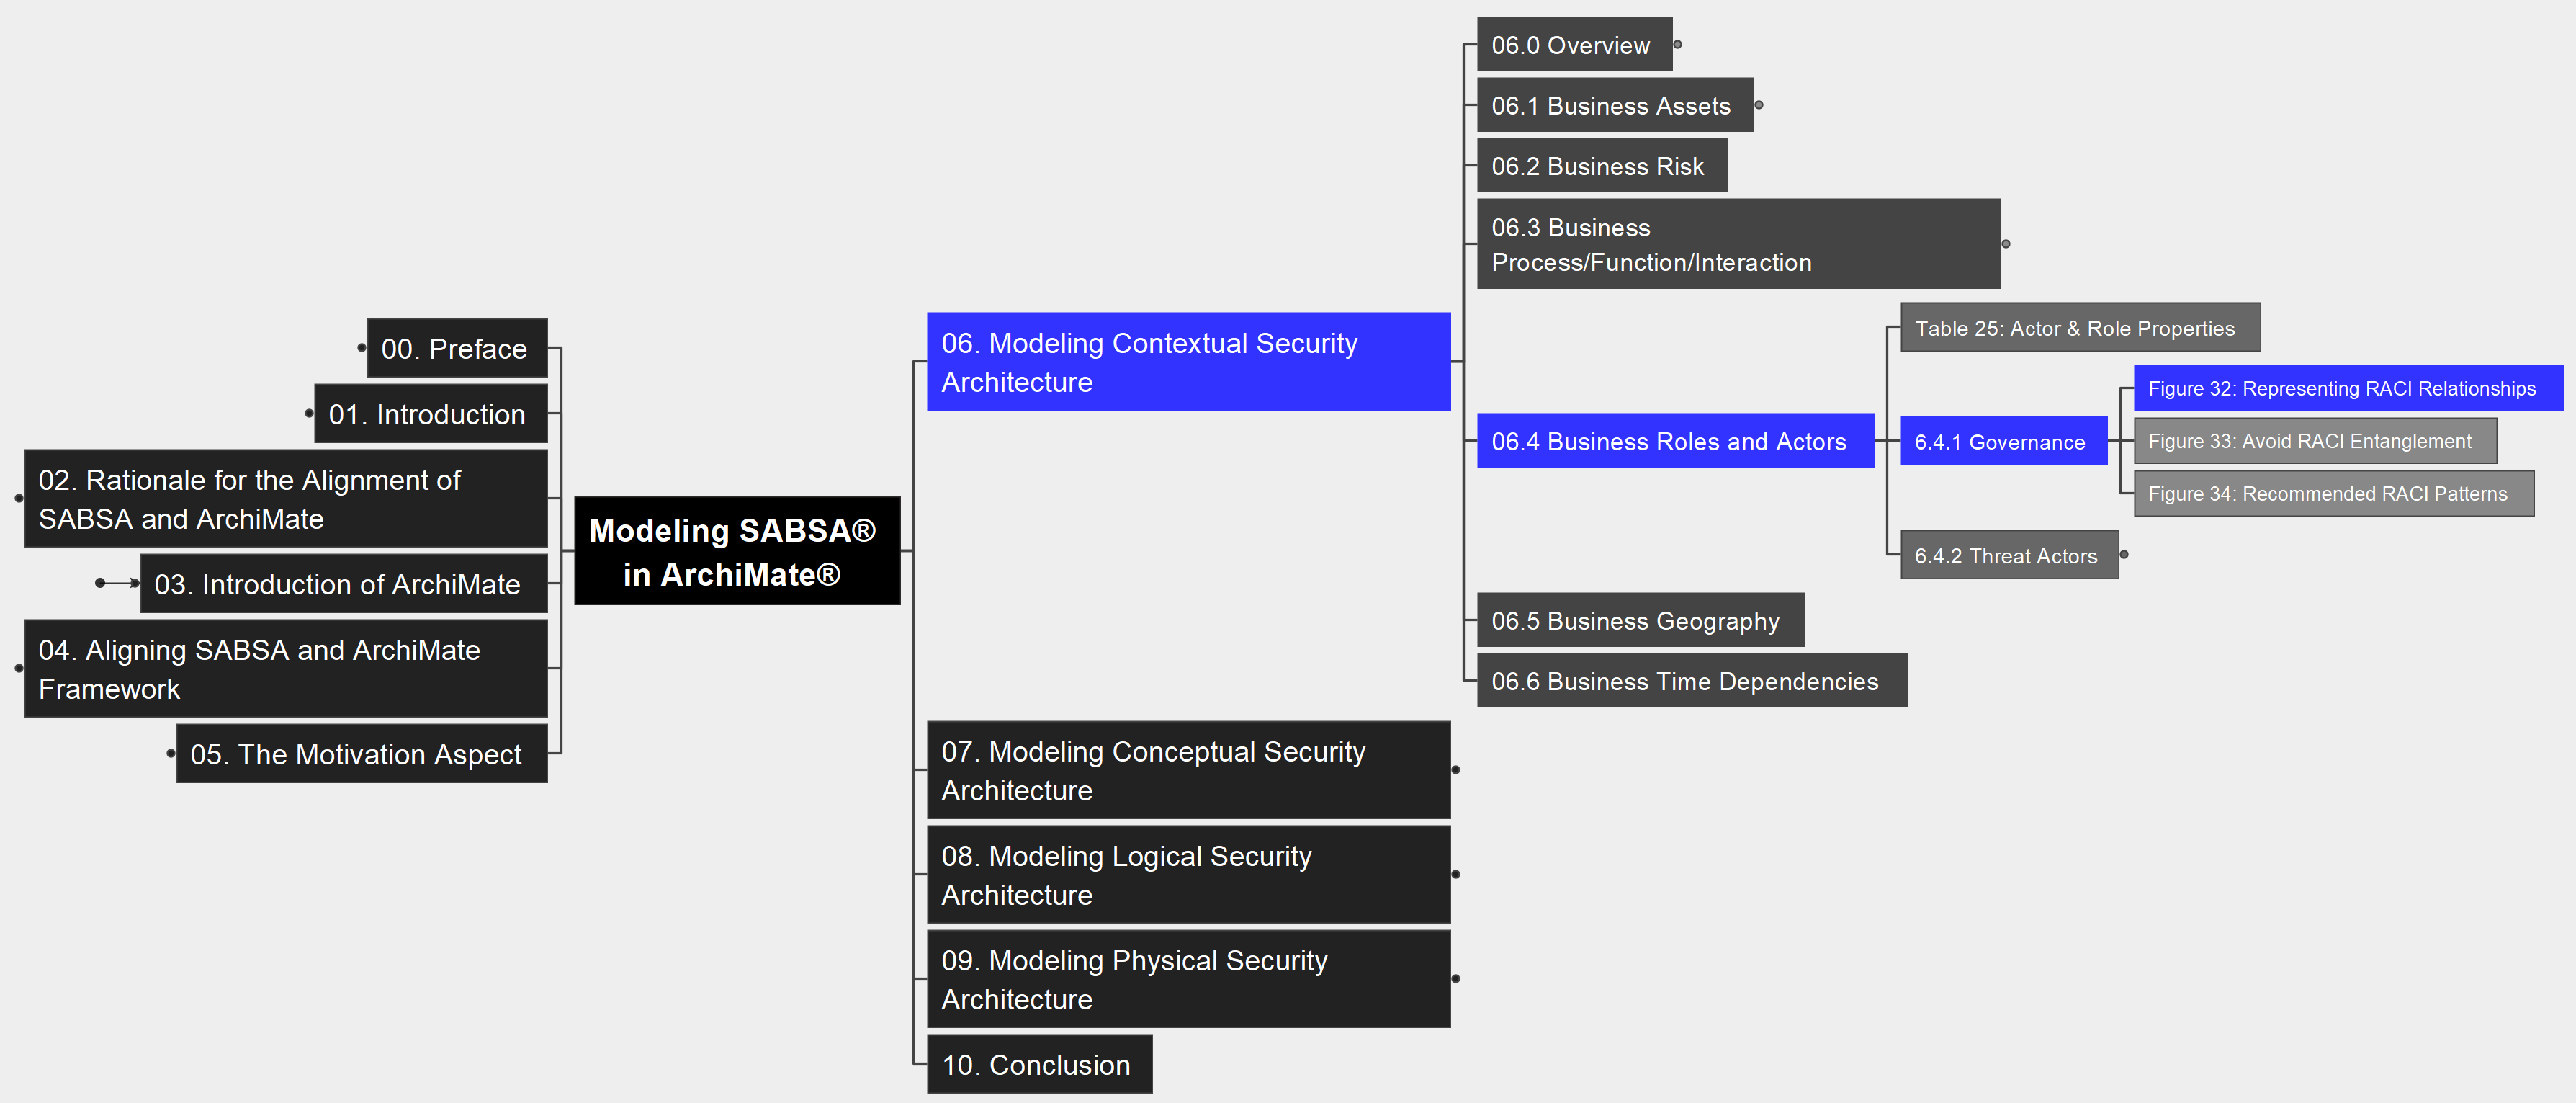 Modeling SABSA®
in ArchiMate®
00. Preface
01. Introduction
02. Rationale for the Alignment of
SABSA and ArchiMate
03. Introduction of ArchiMate
04. Aligning SABSA and ArchiMate
Framework
05. The Motivation Aspect
06. Modeling Contextual Security
Architecture
06.0 Overview
06.1 Business Assets
06.2 Business Risk
06.3 Business
Process/Function/Interaction
06.4 Business Roles and Actors
Table 25: Actor & Role Properties
6.4.1 Governance
Figure 32: Representing RACI Relationships
Figure 33: Avoid RACI Entanglement
Figure 34: Recommended RACI Patterns
6.4.2 Threat Actors
06.5 Business Geography
06.6 Business Time Dependencies
07. Modeling Conceptual Security
Architecture
08. Modeling Logical Security
Architecture
09. Modeling Physical Security
Architecture
10. Conclusion